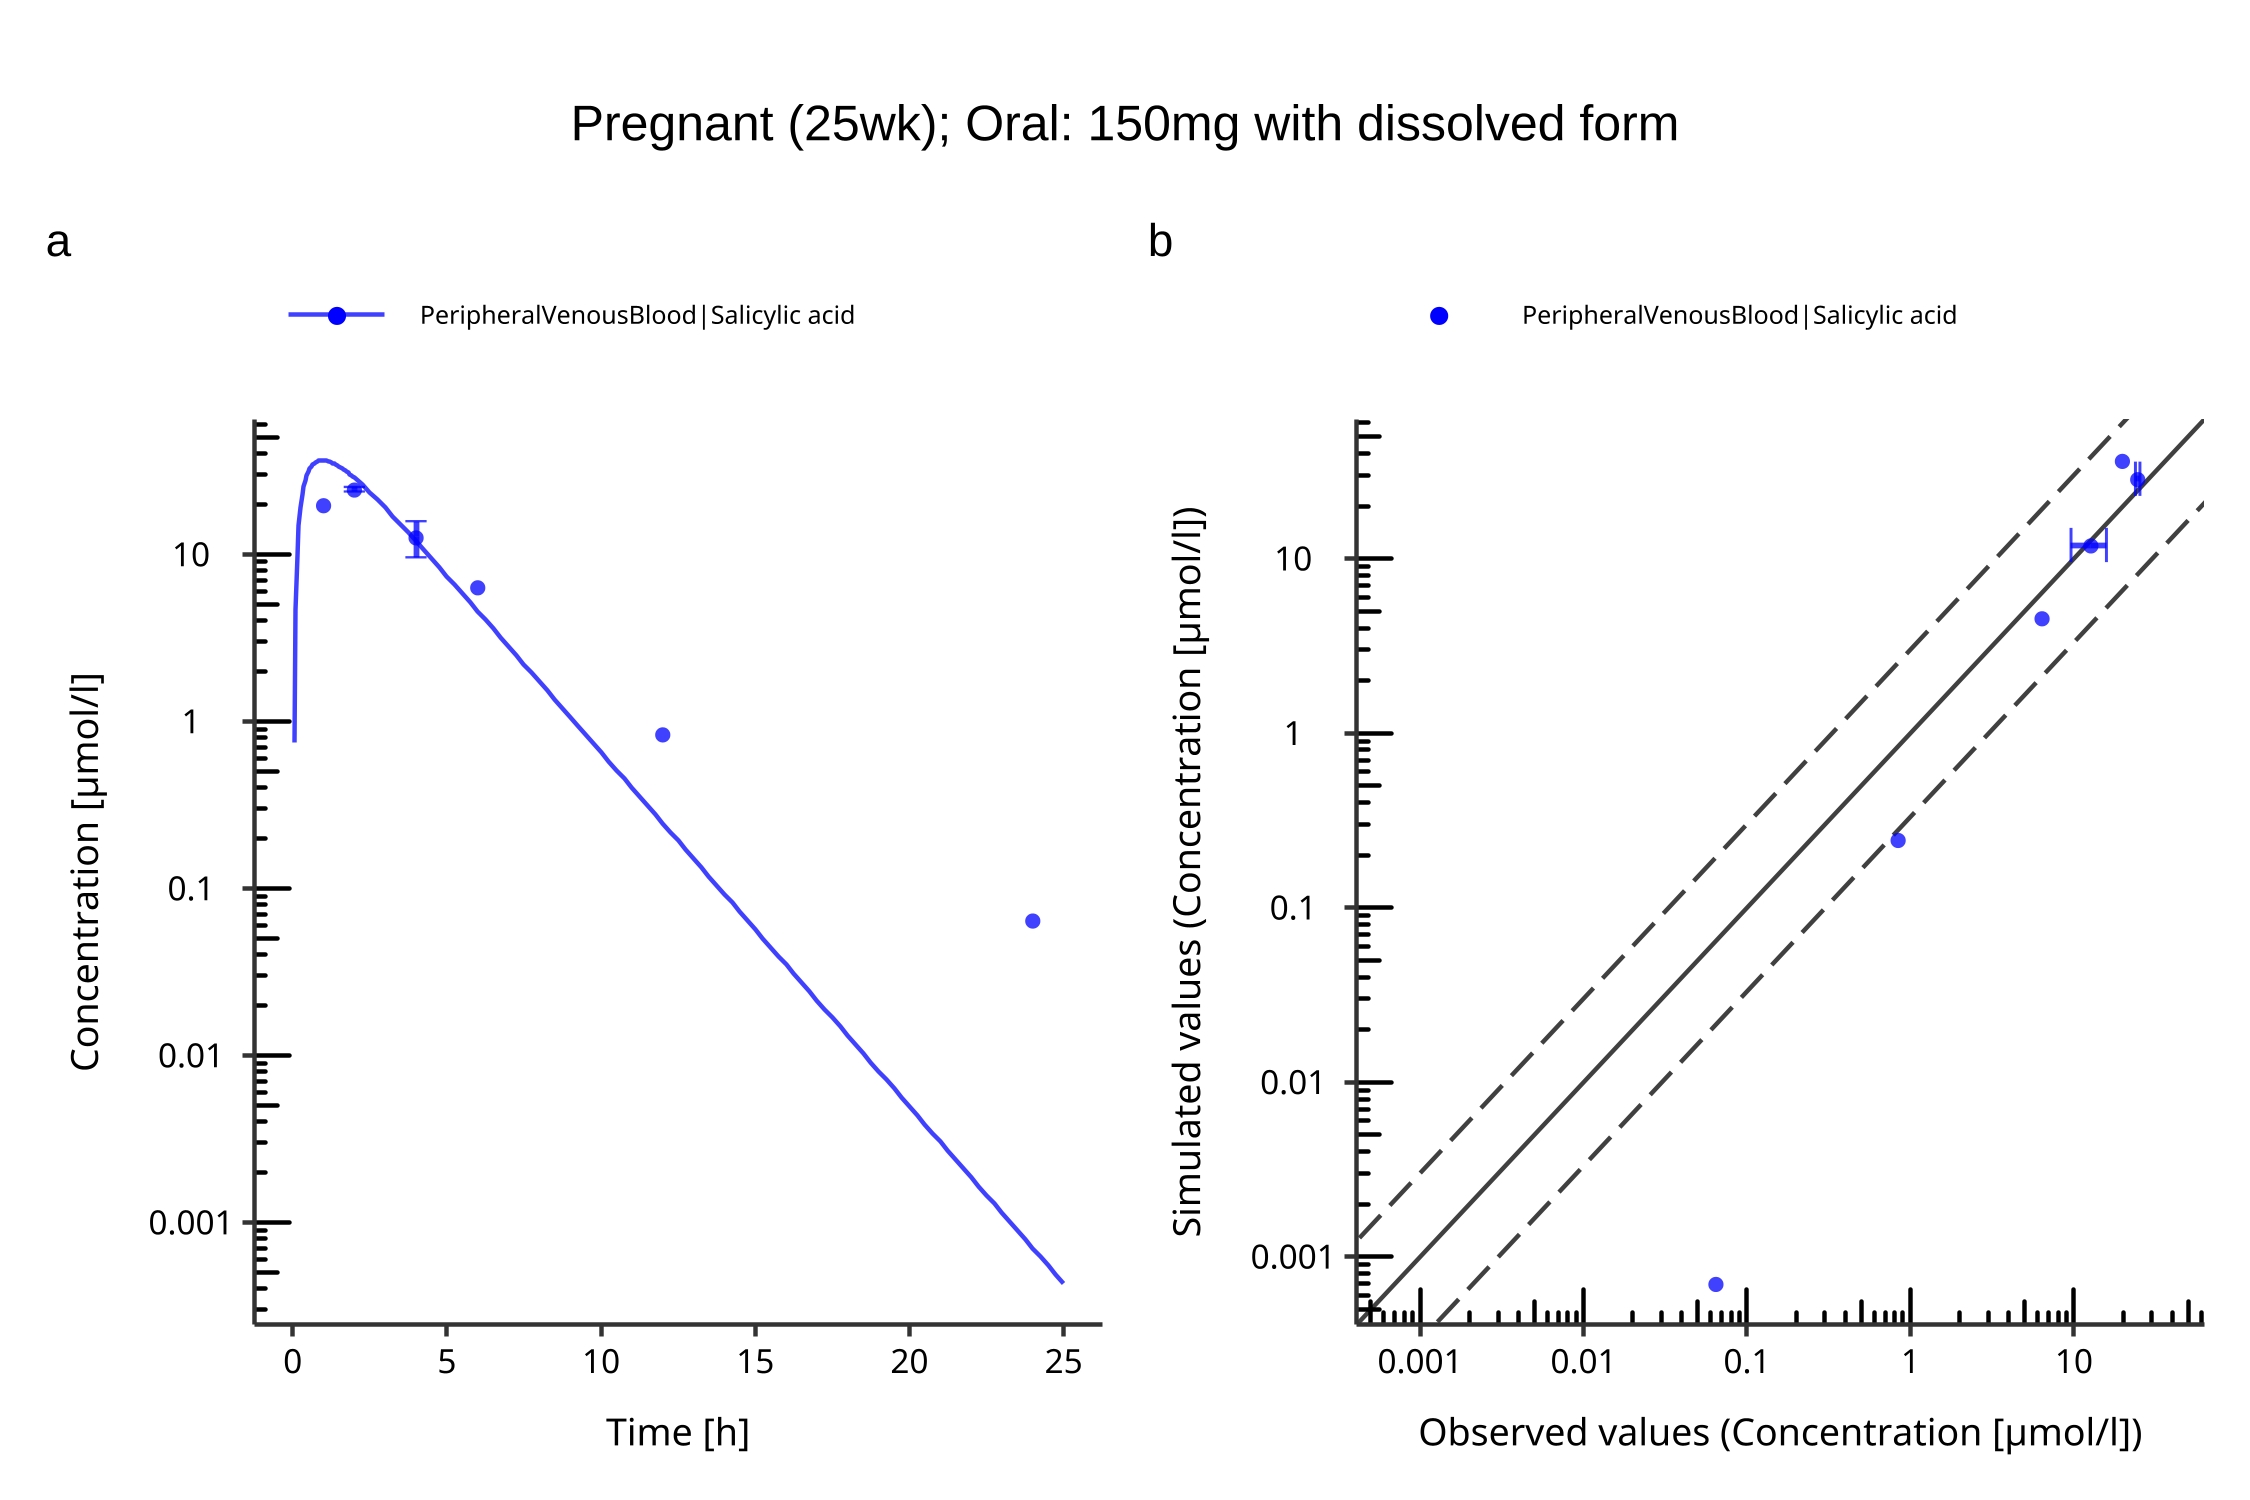 Pregnant (25wk); Oral: 150mg with dissolved form
a
PeripheralVenousBlood|Salicylic acid
Concentration [µmol/l]
10
1
0.1
0.01
0.001
0 5 10 15 20 25
Time [h]
b
PeripheralVenousBlood|Salicylic acid
Simulated values (Concentration [µmol/l])
10
1
0.1
0.01
0.001
0.001 0.01 0.1 1 10
Observed values (Concentration [µmol/l])